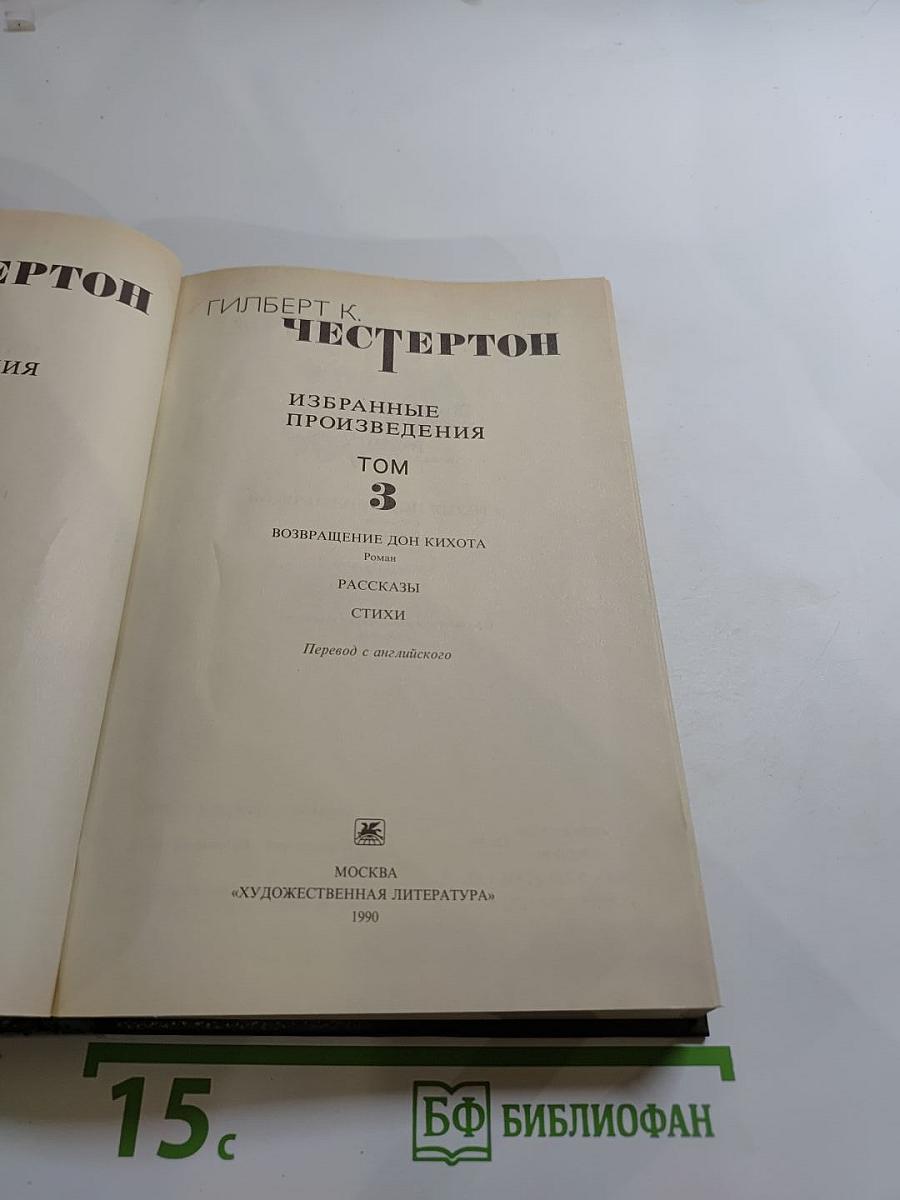 ЕРТОН
ИЯ
ГИЛБЕРТ К.
ЧЕСТЕРТОН
ИЗБРАННЫЕ
ПРОИЗВЕДЕНИЯ
ТОМ
3
ВОЗВРАЩЕНИЕ ДОН КИХОТА
Роман
РАССКАЗЫ
СТИХИ
Перевод с английского
МОСКВА
«ХУДОЖЕСТВЕННАЯ ЛИТЕРАТУРА»
1990
15 с
БФ БИБЛИОФАН